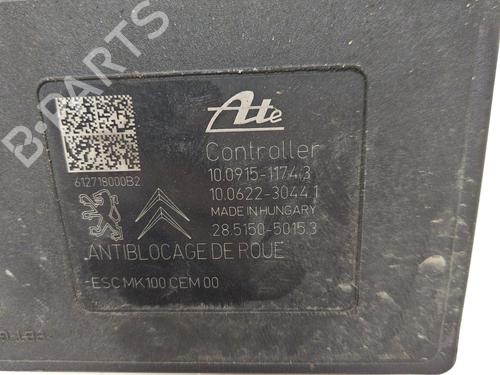 B-PARTS
Ate
Controller
612718000B2
10.0915-1174.3
10.0622-3044.1
MADE IN HUNGARY
28.5150-5015.3
ANTIBLOCAGE DE ROUE
-ESC MK100 CEM 00